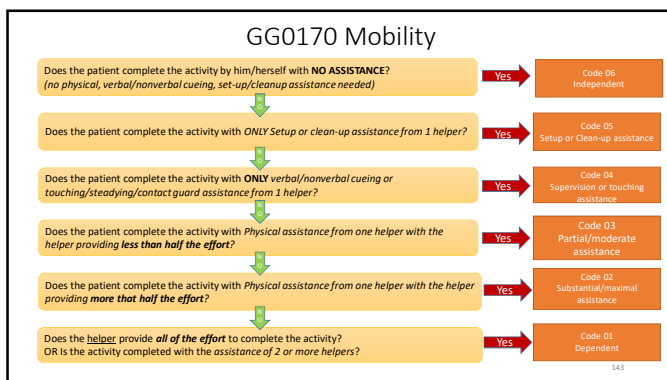 GG0170 Mobility
Does the patient complete the activity by him/herself with NO ASSISTANCE?
(no physical, verbal/nonverbal cueing, set-up/cleanup assistance needed)
Yes
Code 06
Independent
NO
Does the patient complete the activity with ONLY Setup or clean-up assistance from 1 helper?
Yes
Code 05
Setup or Clean-up assistance
NO
Does the patient complete the activity with ONLY verbal/nonverbal cueing or
touching/steadying/contact guard assistance from 1 helper?
Yes
Code 04
Supervision or touching
assistance
NO
Does the patient complete the activity with Physical assistance from one helper with the
helper providing less than half the effort?
Yes
Code 03
Partial/moderate
assistance
NO
Does the patient complete the activity with Physical assistance from one helper with the helper
providing more that half the effort?
Yes
Code 02
Substantial/maximal
assistance
NO
Does the helper provide all of the effort to complete the activity?
OR Is the activity completed with the assistance of 2 or more helpers?
Yes
Code 01
Dependent
143